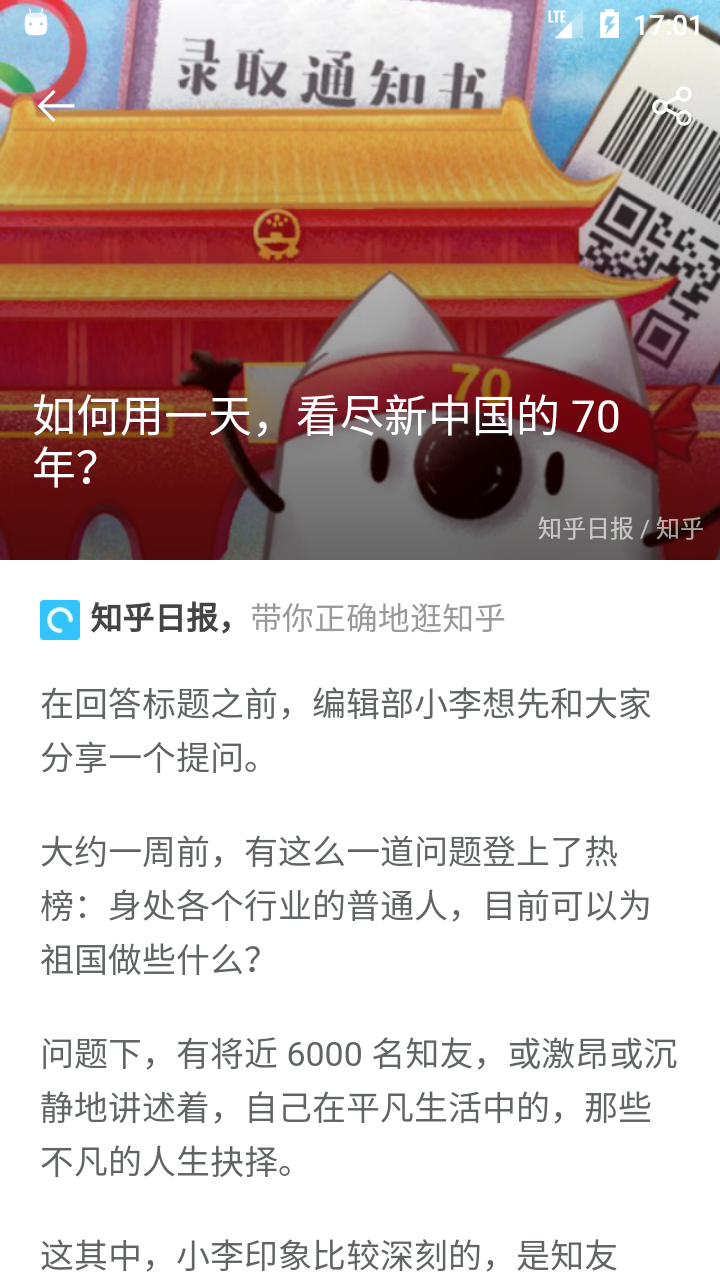 LTE 17:01
录取通知书
70
如何用一天，看尽新中国的 70
年？
知乎日报 / 知乎
知乎日报，带你正确地逛知乎
在回答标题之前，编辑部小李想先和大家
分享一个提问。
大约一周前，有这么一道问题登上了热
榜：身处各个行业的普通人，目前可以为
祖国做些什么？
问题下，有将近 6000 名知友，或激昂或沉
静地讲述着，自己在平凡生活中的，那些
不凡的人生抉择。
这其中，小李印象比较深刻的，是知友